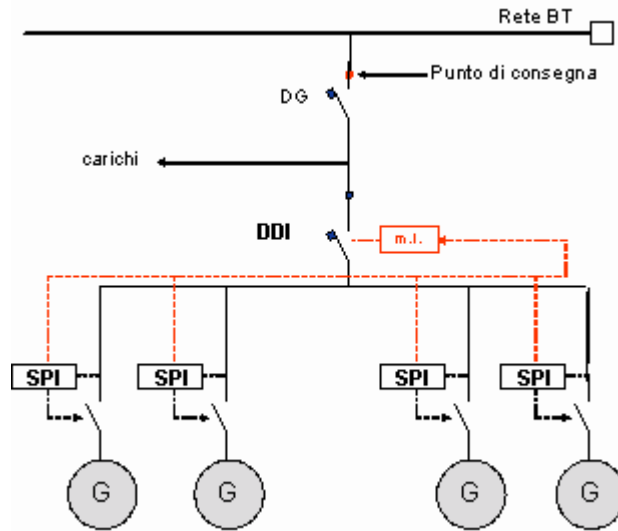 Rete BT
Punto di consegna
DG
carichi
DDI
m.i.
SPI SPI SPI SPI
G G G G